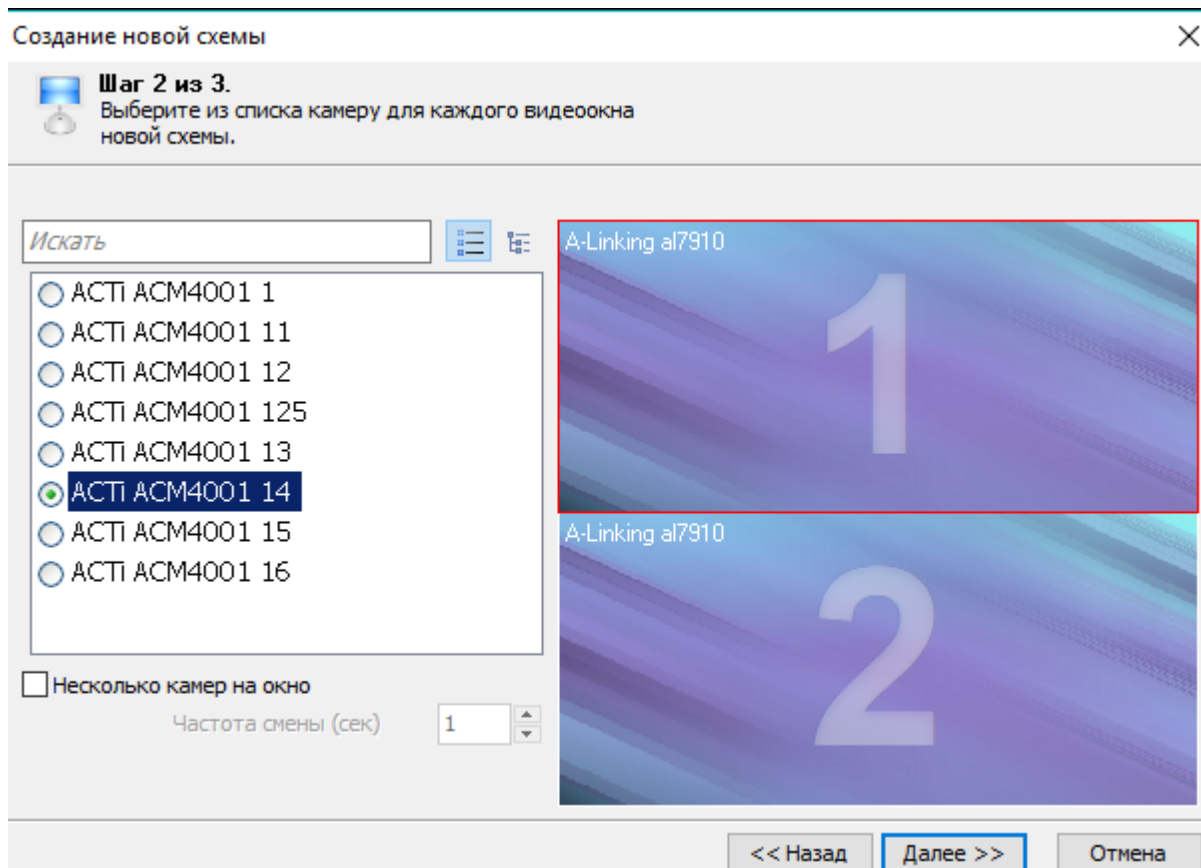 Создание новой схемы
Шаг 2 из 3.
Выберите из списка камеру для каждого видеоокна
новой схемы.
Искать
ACTi ACM4001 1
ACTi ACM4001 11
ACTi ACM4001 12
ACTi ACM4001 125
ACTi ACM4001 13
ACTi ACM4001 14
ACTi ACM4001 15
ACTi ACM4001 16
Несколько камер на окно
Частота смены (сек)
1
A-Linking al7910
1
A-Linking al7910
2
<< Назад
Далее >>
Отмена